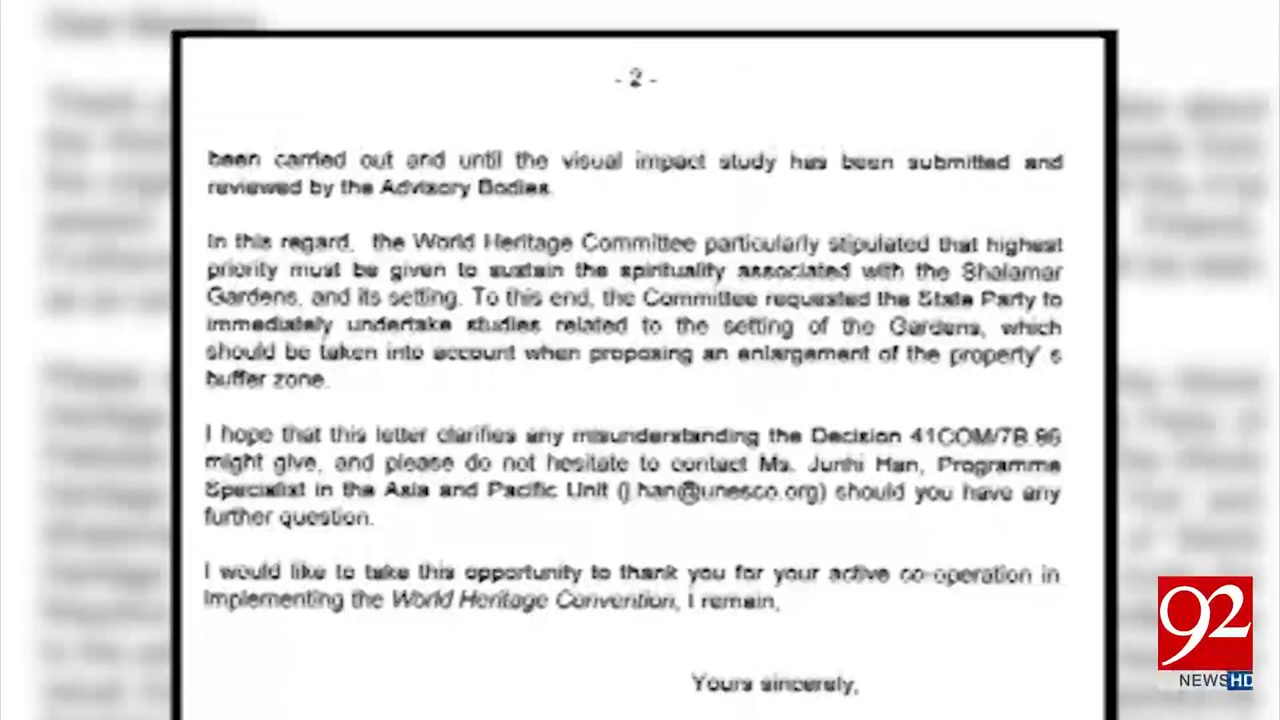 - 2 -
been carried out and until the visual impact study has been submitted and
reviewed by the Advisory Bodies.
In this regard, the World Heritage Committee particularly stipulated that highest
priority must be given to sustain the spirituality associated with the Shalamar
Gardens, and its setting. To this end, the Committee requested the State Party to
immediately undertake studies related to the setting of the Gardens, which
should be taken into account when proposing an enlargement of the property' s
buffer zone.
I hope that this letter clarifies any misunderstanding the Decision 41COM/7B.96
might give, and please do not hesitate to contact Ms. Junhi Han, Programme
Specialist in the Asia and Pacific Unit (j.han@unesco.org) should you have any
further question.
I would like to take this opportunity to thank you for your active co-operation in
implementing the World Heritage Convention, I remain,
Yours sincerely,
92
NEWS HD